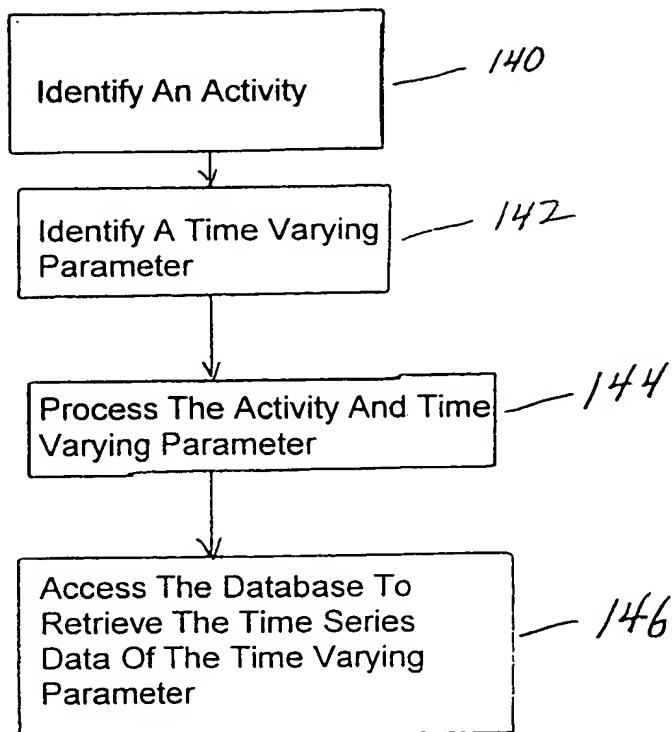 Identify An Activity
140
Identify A Time Varying
Parameter
142
Process The Activity And Time
Varying Parameter
144
Access The Database To
Retrieve The Time Series
Data Of The Time Varying
Parameter
146